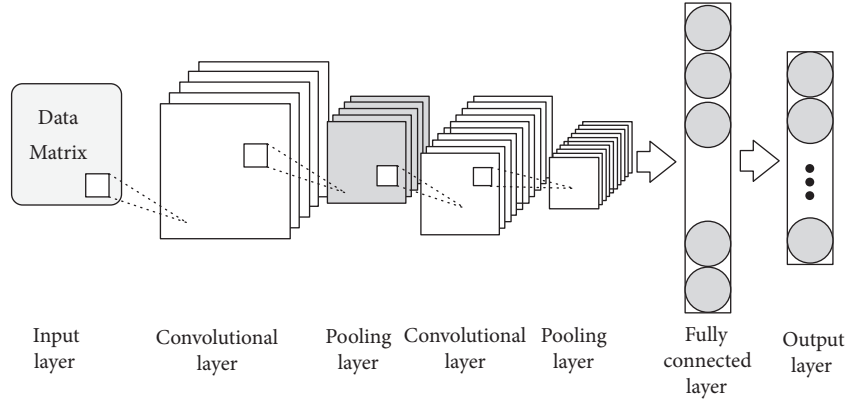 Data
Matrix
Input
layer
Convolutional
layer
Pooling
layer
Convolutional
layer
Pooling
layer
Fully
connected
layer
Output
layer